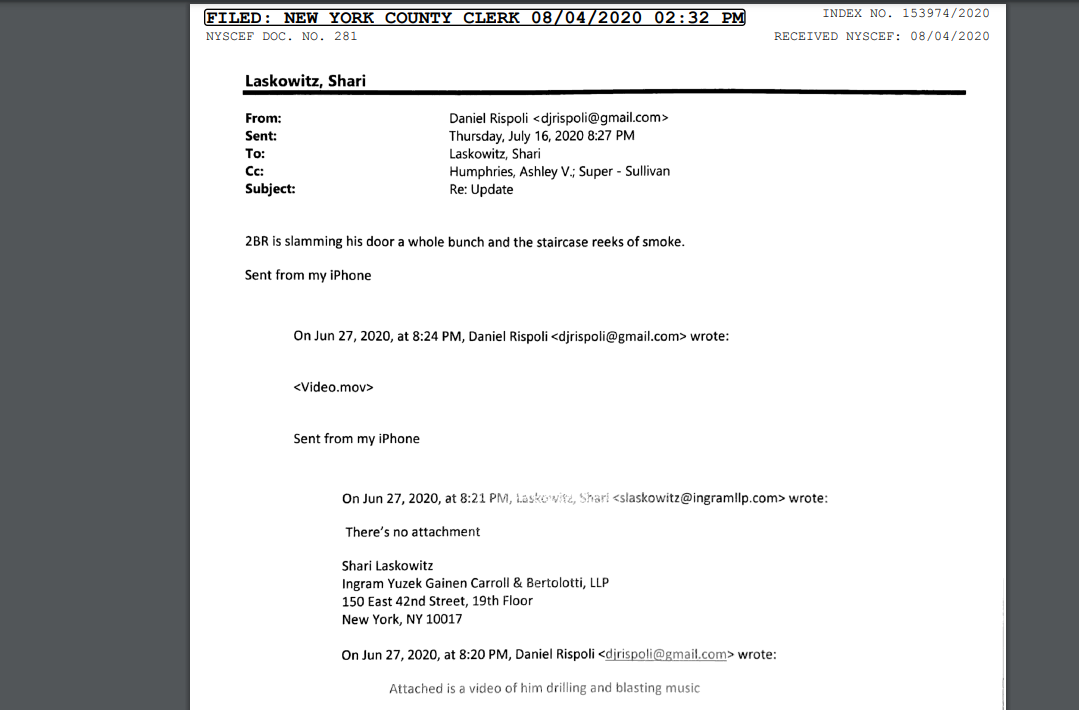 FILED: NEW YORK COUNTY CLERK 08/04/2020 02:32 PM
INDEX NO. 153974/2020
NYSCEF DOC. NO. 281
RECEIVED NYSCEF: 08/04/2020
Laskowitz, Shari
From: Daniel Rispoli <djrispoli@gmail.com>
Sent: Thursday, July 16, 2020 8:27 PM
To: Laskowitz, Shari
Cc: Humphries, Ashley V.; Super - Sullivan
Subject: Re: Update
2BR is slamming his door a whole bunch and the staircase reeks of smoke.
Sent from my iPhone
On Jun 27, 2020, at 8:24 PM, Daniel Rispoli <djrispoli@gmail.com> wrote:
<Video.mov>
Sent from my iPhone
On Jun 27, 2020, at 8:21 PM, Laskowitz, Shari <slaskowitz@ingramllp.com> wrote:
There's no attachment
Shari Laskowitz
Ingram Yuzek Gainen Carroll & Bertolotti, LLP
150 East 42nd Street, 19th Floor
New York, NY 10017
On Jun 27, 2020, at 8:20 PM, Daniel Rispoli <djrispoli@gmail.com> wrote:
Attached is a video of him drilling and blasting music